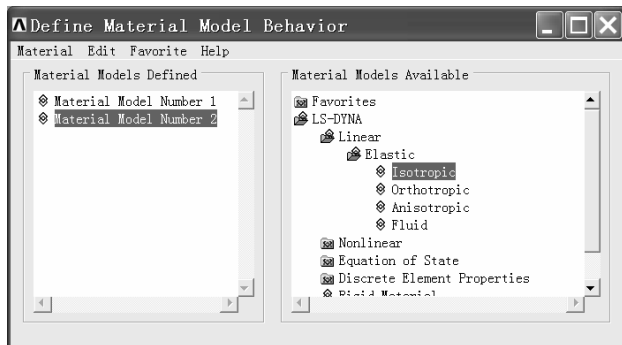 Define Material Model Behavior
Material Edit Favorite Help
Material Models Defined
Material Model Number 1
Material Model Number 2
Material Models Available
Favorites
LS-DYNA
Linear
Elastic
Isotropic
Orthotropic
Anisotropic
Fluid
Nonlinear
Equation of State
Discrete Element Properties
Rigid Material